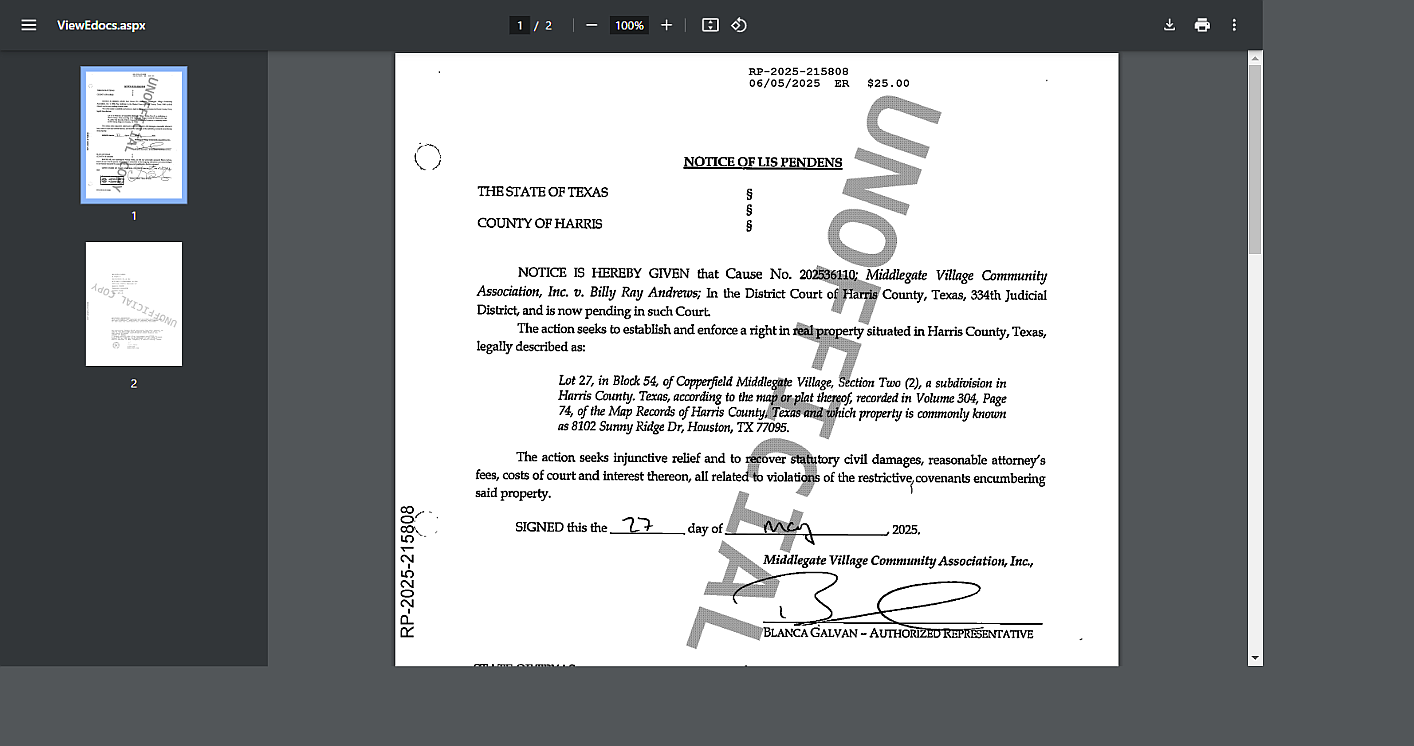 ViewEdocs.aspx
1 / 2
100%
1
2
RP-2025-215808
06/05/2025 ER $25.00
NOTICE OF LIS PENDENS
THE STATE OF TEXAS §
§
COUNTY OF HARRIS §
NOTICE IS HEREBY GIVEN that Cause No. 202536110; Middlegate Village Community
Association, Inc. v. Billy Ray Andrews; In the District Court of Harris County, Texas, 334th Judicial
District, and is now pending in such Court.
The action seeks to establish and enforce a right in real property situated in Harris County, Texas,
legally described as:
Lot 27, in Block 54, of Copperfield Middlegate Village, Section Two (2), a subdivision in
Harris County. Texas, according to the map or plat thereof, recorded in Volume 304, Page
74, of the Map Records of Harris County, Texas and which property is commonly known
as 8102 Sunny Ridge Dr, Houston, TX 77095.
The action seeks injunctive relief and to recover statutory civil damages, reasonable attorney's
fees, costs of court and interest thereon, all related to violations of the restrictive covenants encumbering
said property.
SIGNED this the 27 day of May, 2025.
Middlegate Village Community Association, Inc.,
BLANCA GALVAN – AUTHORIZED REPRESENTATIVE
RP-2025-215808
UNOFFICIAL